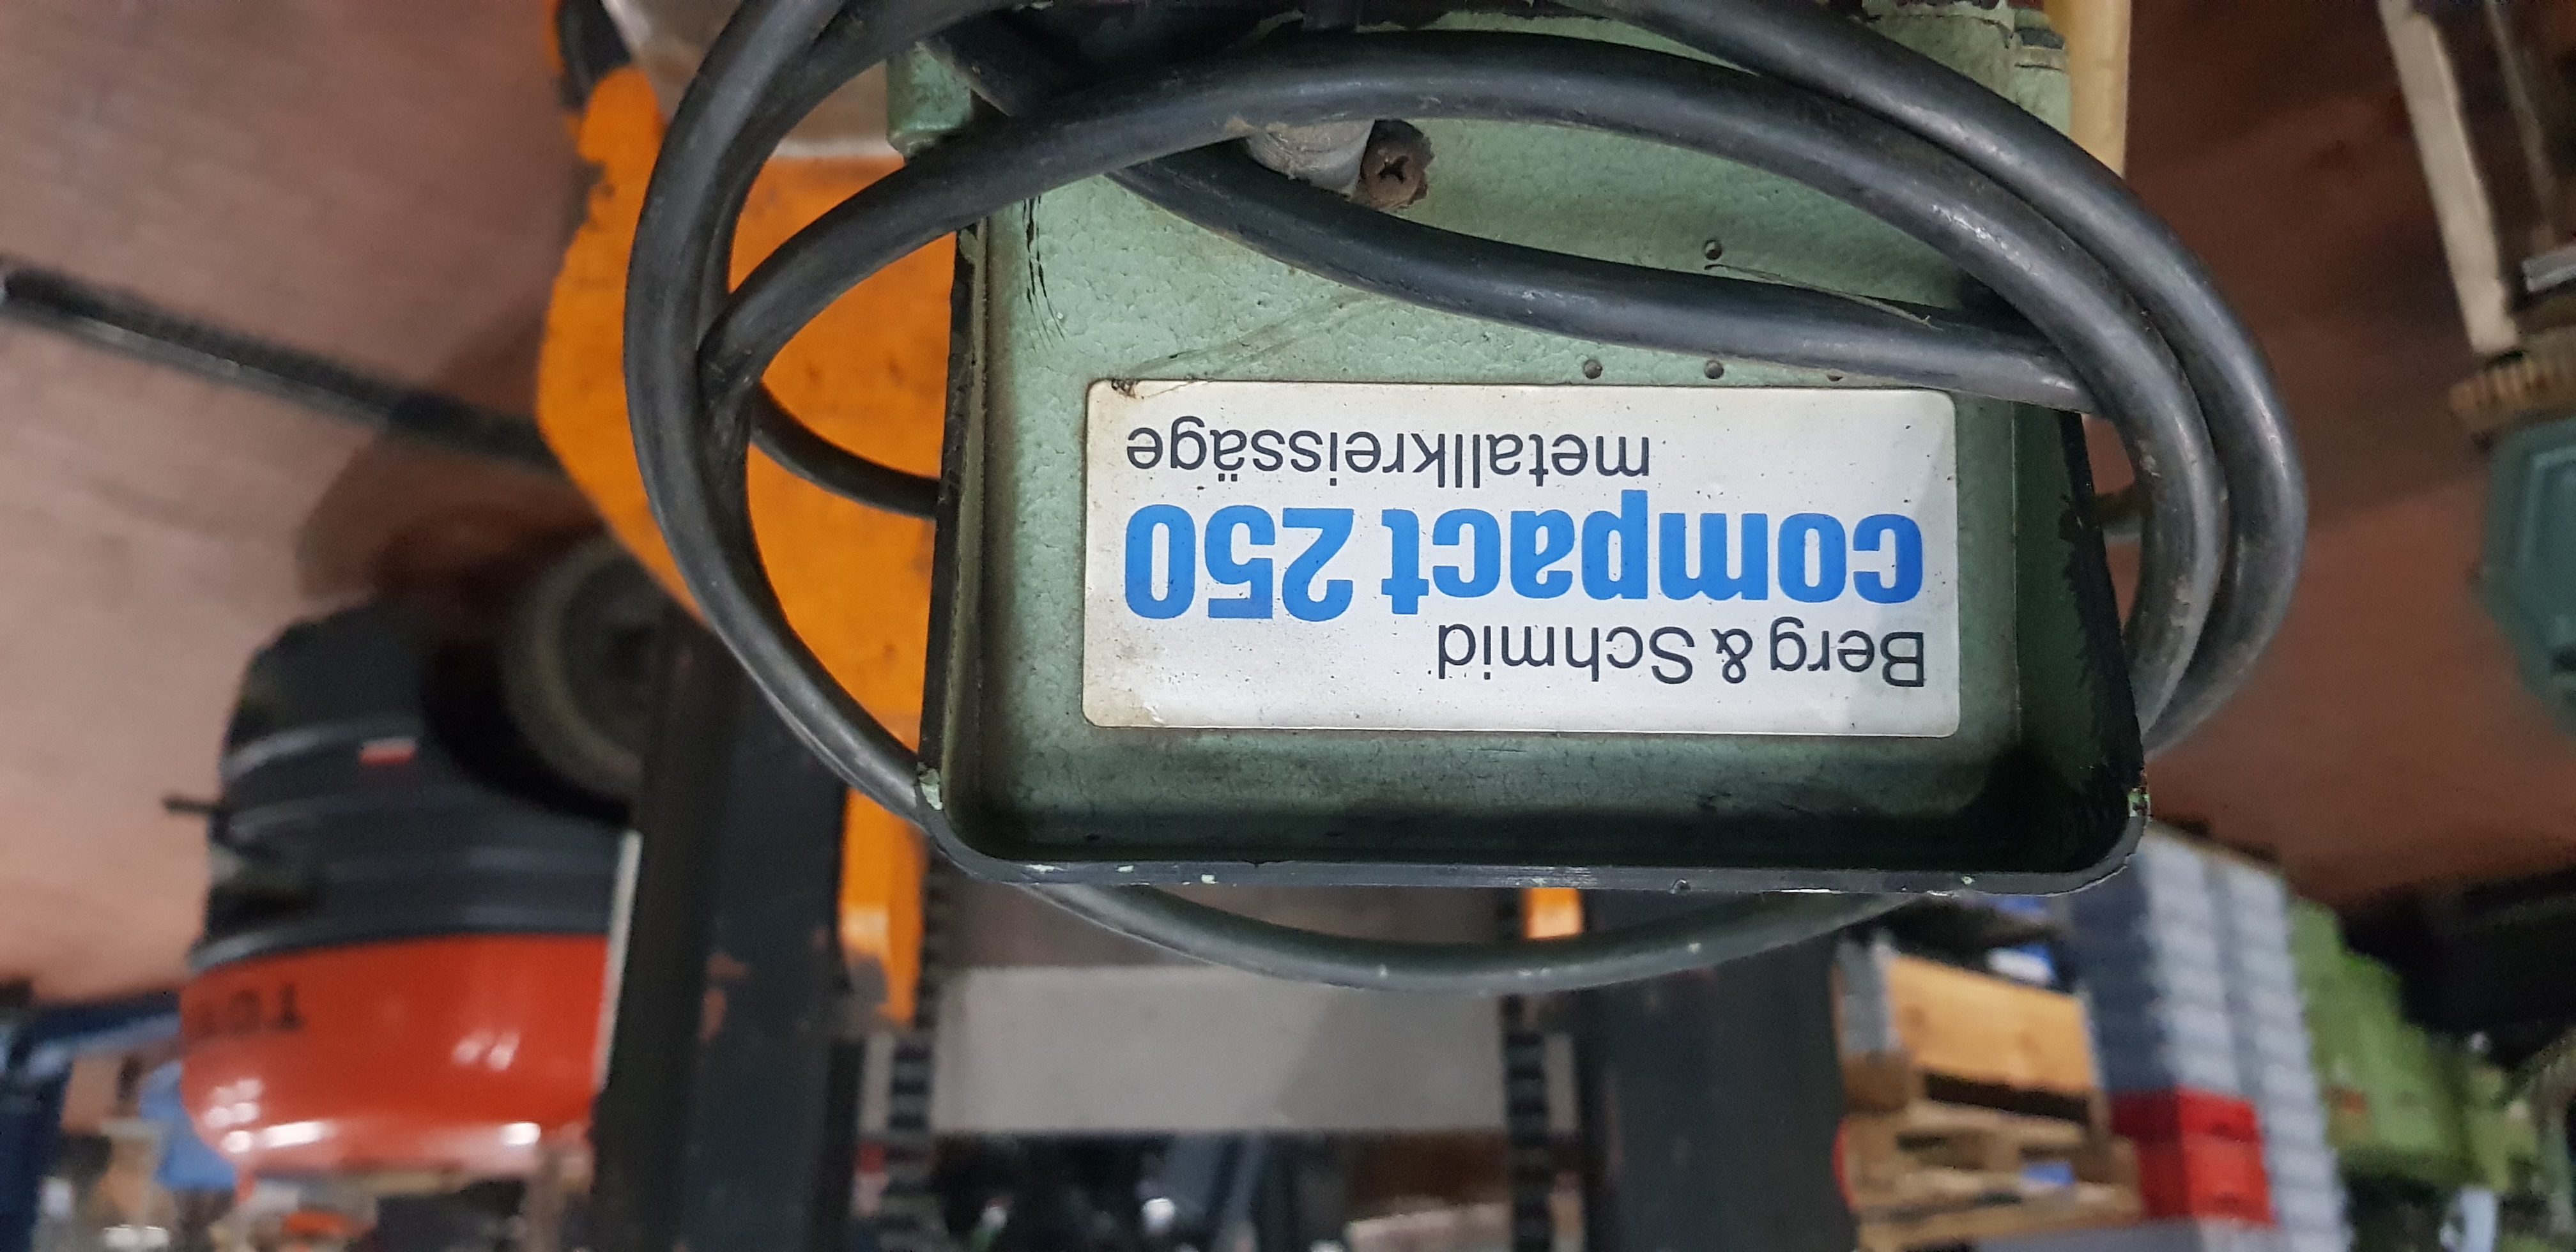 Berg & Schmid
compact 250
metallkreissäge